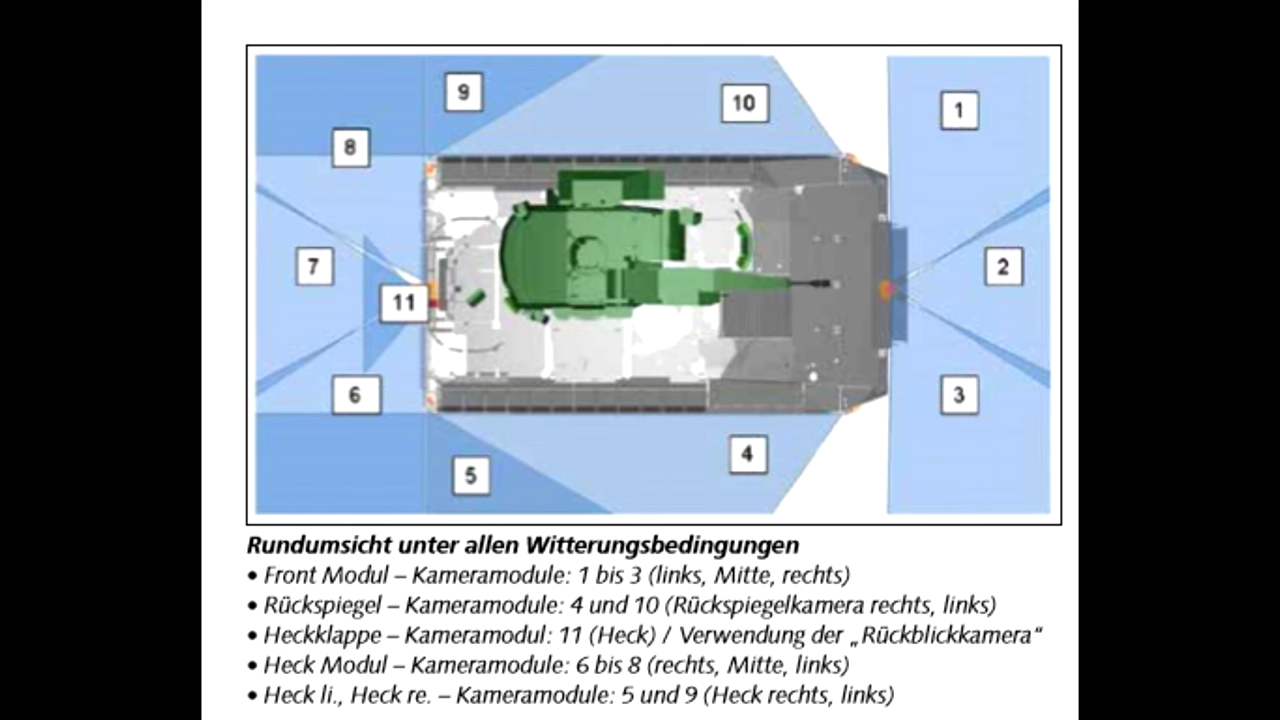 9
10
1
8
7
2
11
6
3
4
5
Rundumsicht unter allen Witterungsbedingungen
• Front Modul – Kameramodule: 1 bis 3 (links, Mitte, rechts)
• Rückspiegel – Kameramodule: 4 und 10 (Rückspiegelkamera rechts, links)
• Heckklappe – Kameramodul: 11 (Heck) / Verwendung der „Rückblickkamera“
• Heck Modul – Kameramodule: 6 bis 8 (rechts, Mitte, links)
• Heck li., Heck re. – Kameramodule: 5 und 9 (Heck rechts, links)